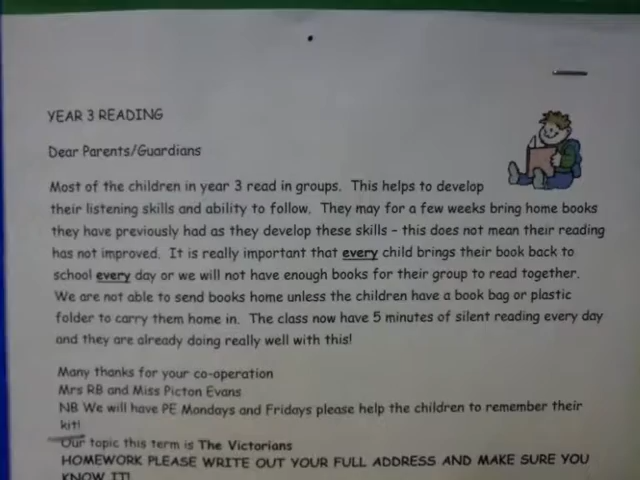 YEAR 3 READING
Dear Parents/Guardians
Most of the children in year 3 read in groups. This helps to develop
their listening skills and ability to follow. They may for a few weeks bring home books
they have previously had as they develop these skills - this does not mean their reading
has not improved. It is really important that every child brings their book back to
school every day or we will not have enough books for their group to read together.
We are not able to send books home unless the children have a book bag or plastic
folder to carry them home in. The class now have 5 minutes of silent reading every day
and they are already doing really well with this!
Many thanks for your co-operation
Mrs RB and Miss Picton Evans
NB We will have PE Mondays and Fridays please help the children to remember their
kit!
Our topic this term is The Victorians
HOMEWORK PLEASE WRITE OUT YOUR FULL ADDRESS AND MAKE SURE YOU
KNOW IT!